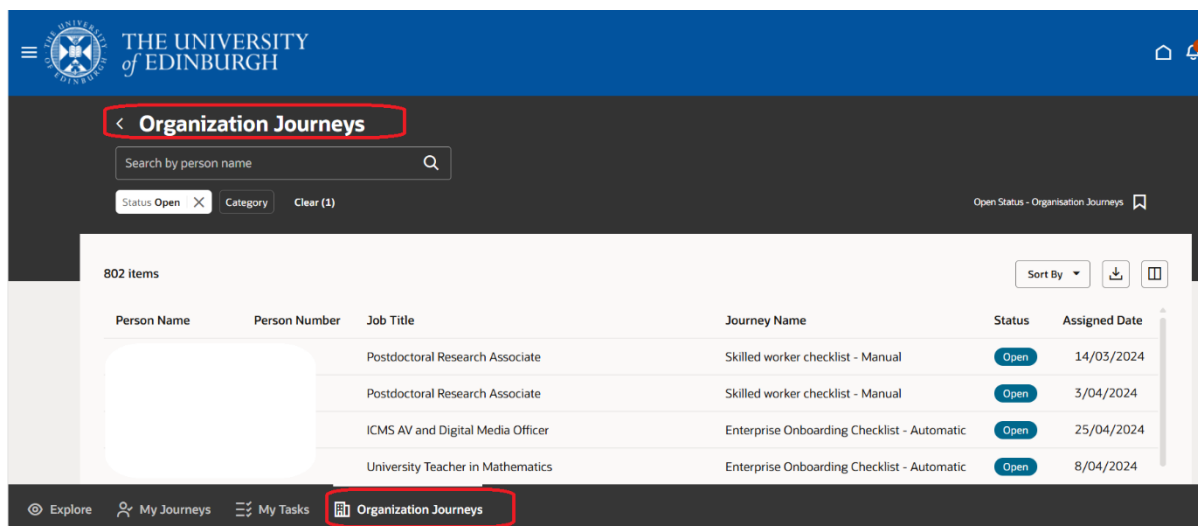 THE UNIVERSITY
of EDINBURGH
Organization Journeys
Search by person name
Status Open
Category
Clear (1)
Open Status - Organisation Journeys
802 items
Sort By
Person Name Person Number Job Title Journey Name Status Assigned Date
Postdoctoral Research Associate Skilled worker checklist - Manual Open 14/03/2024
Postdoctoral Research Associate Skilled worker checklist - Manual Open 3/04/2024
ICMS AV and Digital Media Officer Enterprise Onboarding Checklist - Automatic Open 25/04/2024
University Teacher in Mathematics Enterprise Onboarding Checklist - Automatic Open 8/04/2024
Explore My Journeys My Tasks Organization Journeys